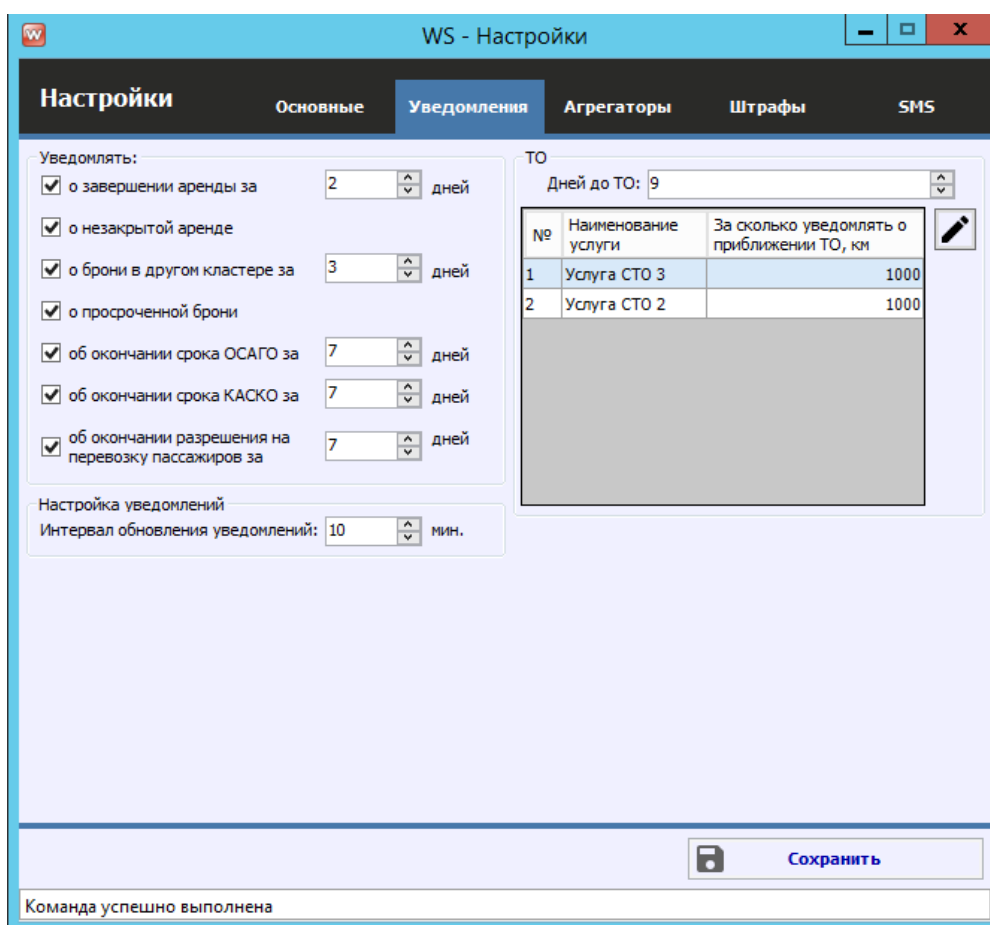 WS - Настройки
Настройки
Основные
Уведомления
Агрегаторы
Штрафы
SMS
Уведомлять:
о завершении аренды за 2 дней
о незакрытой аренде
о брони в другом кластере за 3 дней
о просроченной брони
об окончании срока ОСАГО за 7 дней
об окончании срока КАСКО за 7 дней
об окончании разрешения на
перевозку пассажиров за 7 дней
Настройка уведомлений
Интервал обновления уведомлений: 10 мин.
ТО
Дней до ТО: 9
№ Наименование услуги За сколько уведомлять о приближении ТО, км
1 Услуга СТО 3 1000
2 Услуга СТО 2 1000
Сохранить
Команда успешно выполнена